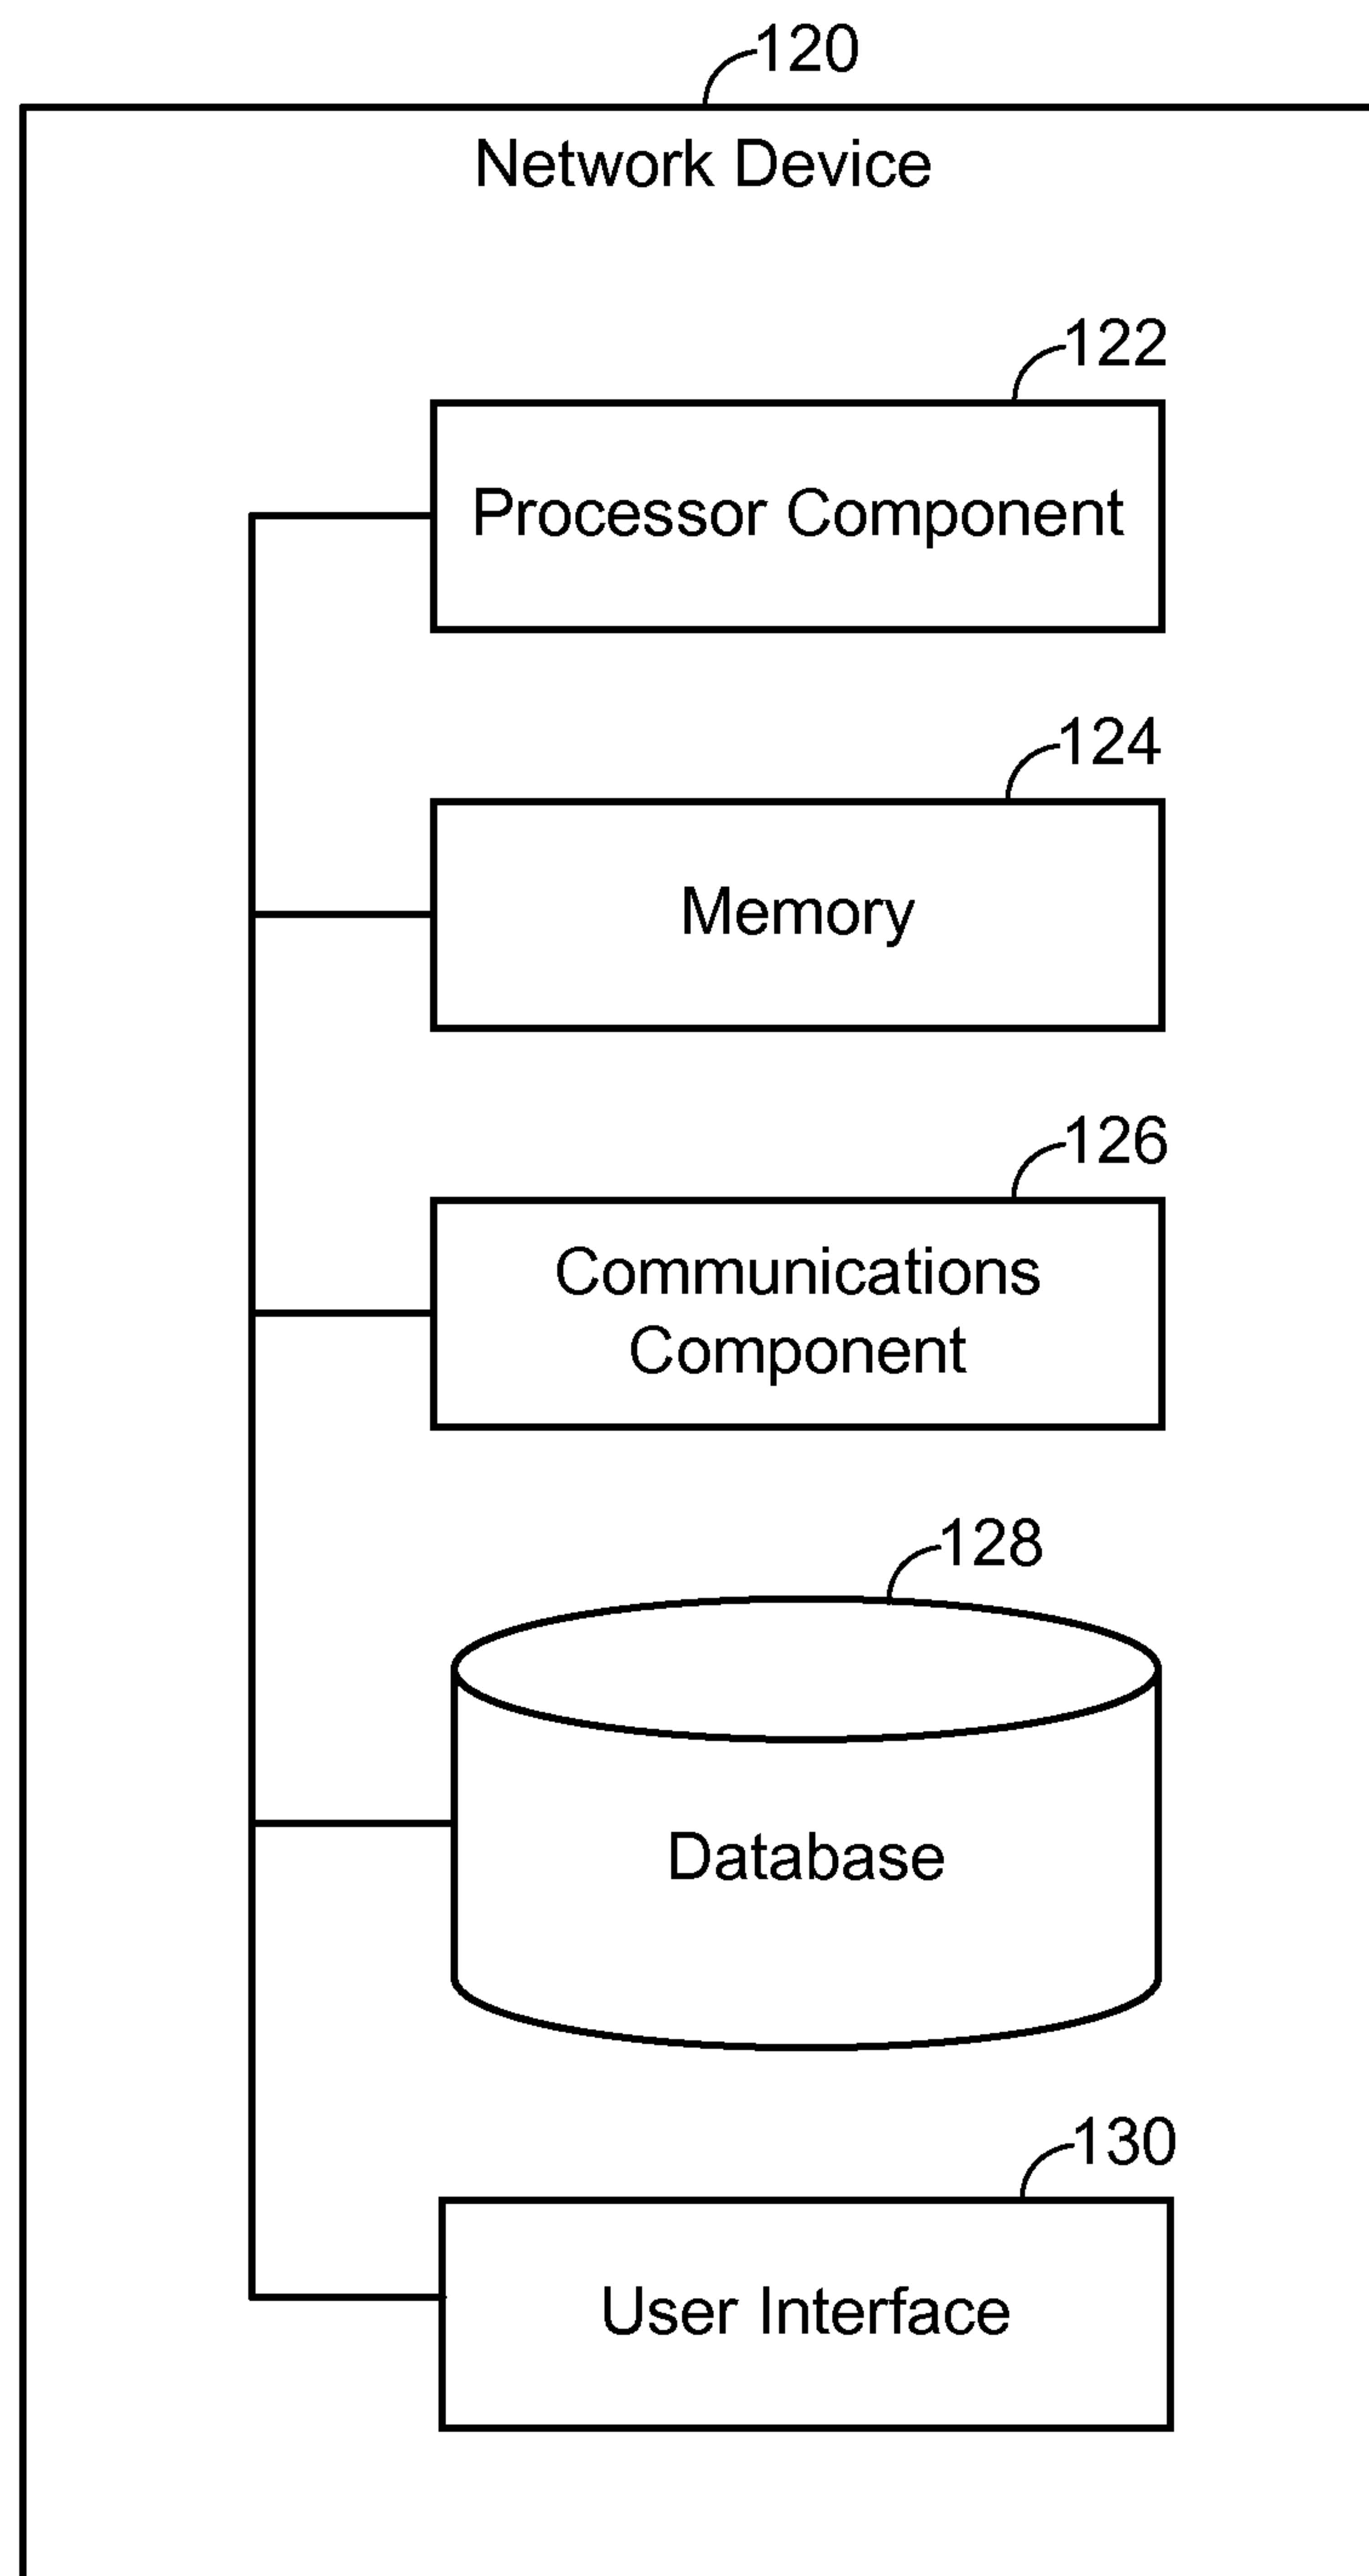 120
Network Device
122
Processor Component
124
Memory
126
Communications
Component
128
Database
130
User Interface